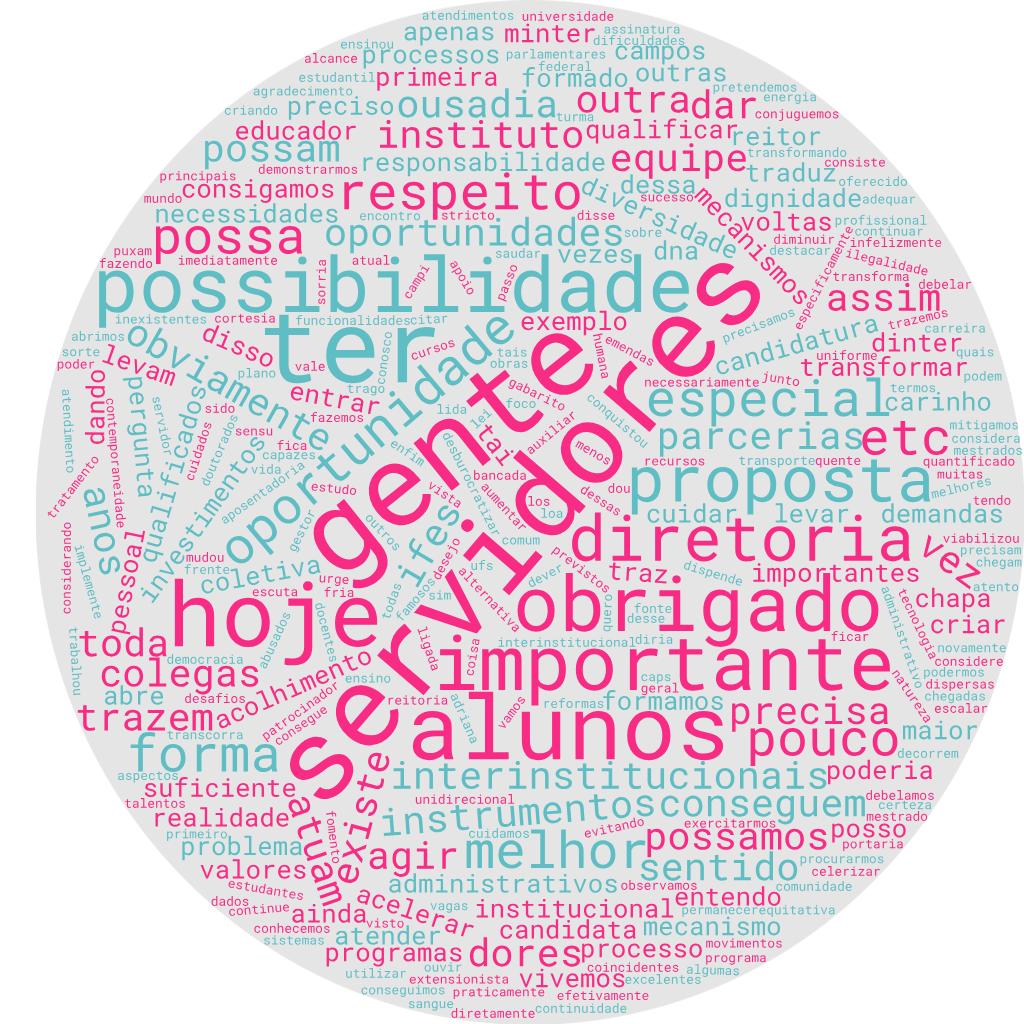 atendimentos universidade
apenas minter assinatura
ensinou dificuldades
alcance processos parlamentares campos
estudantil primeira federal formado outras
agradecimento pretendemos
criando preciso ousadia turma outra dar energia
conjuguemos
educador instituto qualificar reitor
possam demonstrarmos responsabilidade equipe transformando
principais consigamos respeito diversidade dessa traduz consiste
mundo sucesso mecanismos dignidade oferecido adequar
necessidades encontro stricto disse voltas profissional
possa oportunidades sobre dna diminuir continuar
puxam imediatamente atual saudar vezes destacar infelizmente
fazendo sorria campi apoio passo especificamente ilegalidade
possibilidade transforma debelar
assim
inexistentes cortesia funcionalidades citar exemplo precisamos trazemos
abrimos obviamente disso ter conosco cursos tais emendas candidatura dinter carreira
sorte levam plano vale obras humana uniforme quais
poder trago gabarito necessariamente junto transformar podem
dando pergunta servidor qualificados entrar oportunidade foco conquistou especial termos carinho
atendimento contemporaneidade sido sensu fazemos lida lei tal auxiliar menos parcerias etc mitigamos
cuidados doutorados investimentos fica capazes enfim desburocratizar considera
tratamento vida gentes bancada recursos transporte quente mestrados
quantificado
anos aposentadoria estudo vista aumentar los dessas dou proposta muitas melhores
gestor outros ifes loa cuidar levar demandas tendo
considerando implemente mudou servidores comum diretoria vez viabilizou
pessoal frente coletiva desejo ufs previstos precisam
urge todas famosos alternativa dever traz dispende importantes chegam
hoje escuta fria sim quero fonte atento
trabalhou docentes desse obrigado administrativo tecnologia chapa
toda abusados ligada coisa interinstitucional diria ficar criar
democracia acolhimento novamente
colegas ensino importante considere
abre desafios patrocinador reitoria caps podermos
trazem consegue adriana vamos reformas geral formamos natureza dispersas
chegadas
transcorra alunos precisa escalar
forma pouco maior
decorrem
aspectos existe interinstitucionais poderia
suficiente unidirecional debelamos
talentos atuam instrumentos conseguem certeza
realidade fomento mestrado
primeiro cuidamos evitando exercitarmos possamos posso
problema agir melhor portaria
valores sentido procurarmos
celerizar
estudantes administrativos observamos comunidade
dados acelerar entendo
continue ainda vagas institucional permanecer equitativa
conhecemos visto candidata mecanismo
sistemas atender processo movimentos
programas ouvir dores programa
utilizar coincidentes algumas
extensionista vivemos excelentes
conseguimos praticamente efetivamente
sangue continuidade
diretamente